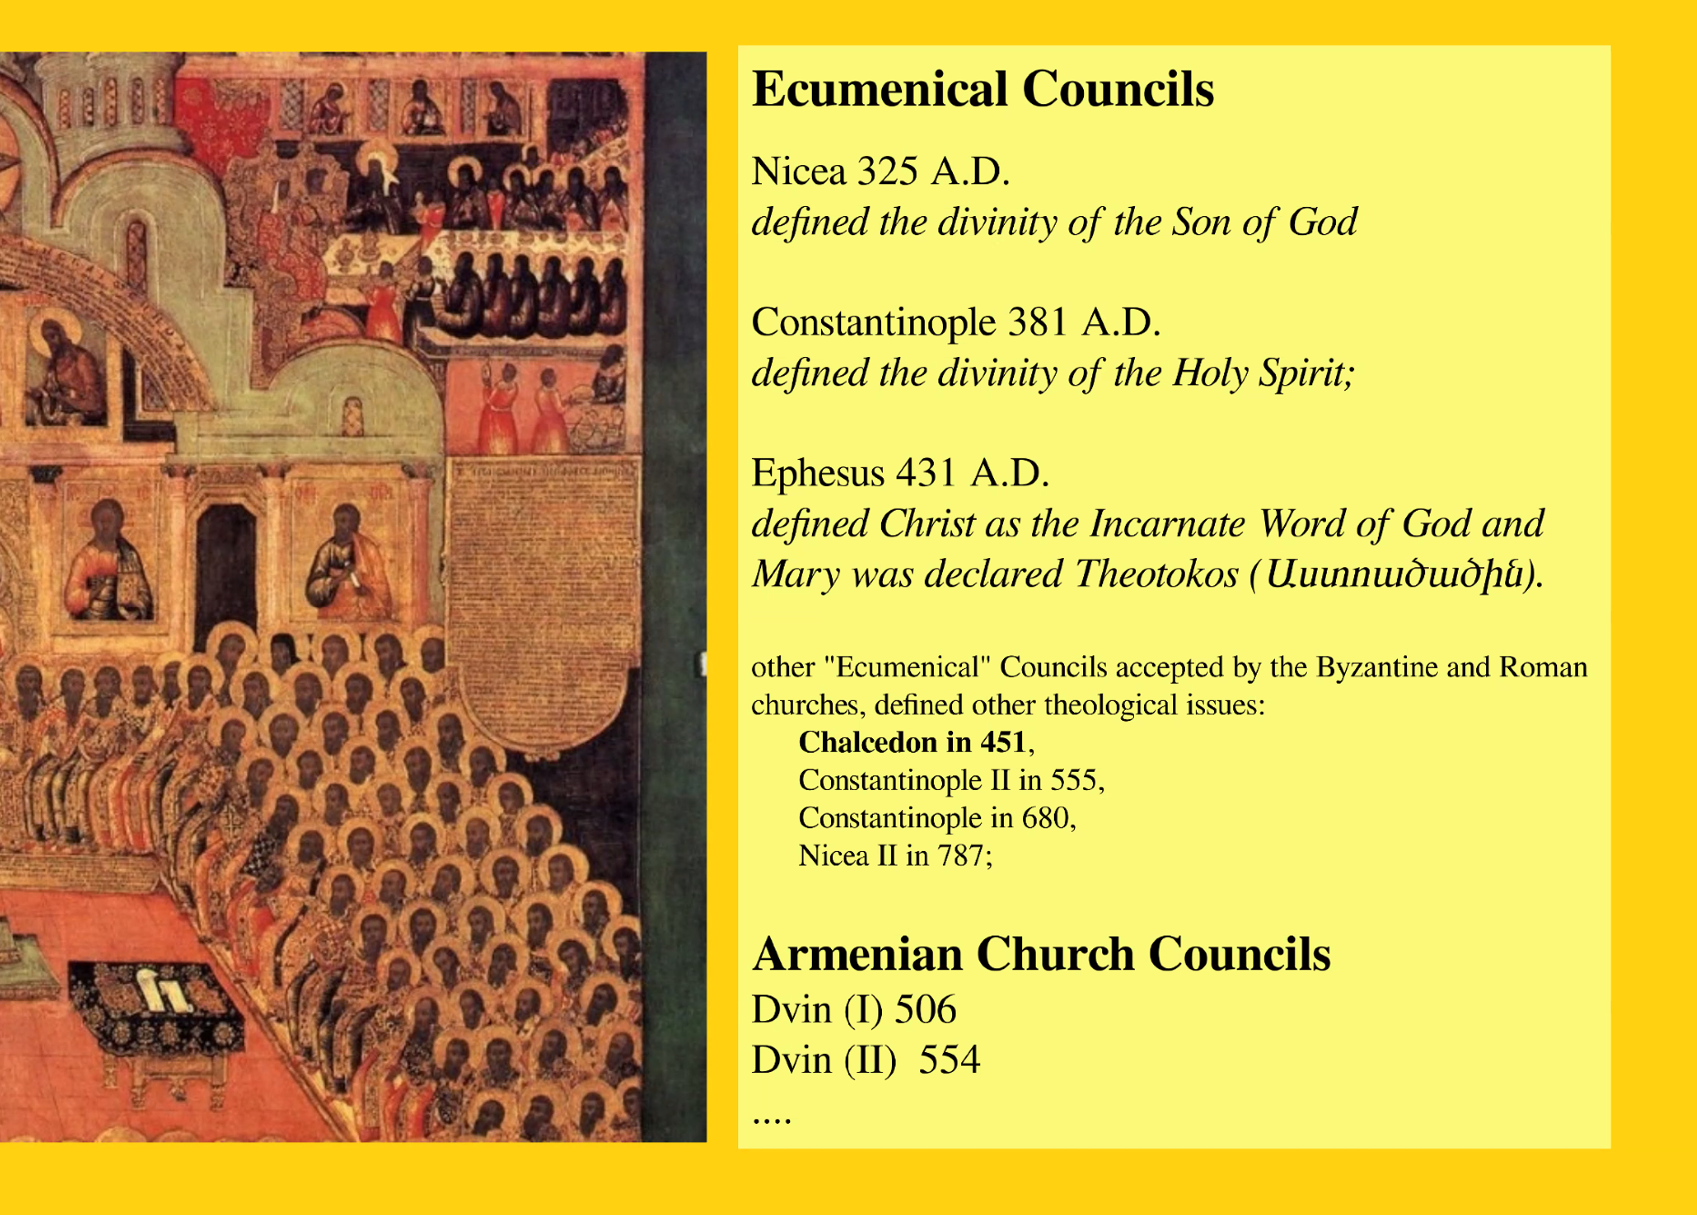 Ecumenical Councils
Nicea 325 A.D.
defined the divinity of the Son of God
Constantinople 381 A.D.
defined the divinity of the Holy Spirit;
Ephesus 431 A.D.
defined Christ as the Incarnate Word of God and
Mary was declared Theotokos (Աստուածածին).
other "Ecumenical" Councils accepted by the Byzantine and Roman
churches, defined other theological issues:
Chalcedon in 451,
Constantinople II in 555,
Constantinople in 680,
Nicea II in 787;
Armenian Church Councils
Dvin (I) 506
Dvin (II) 554
....